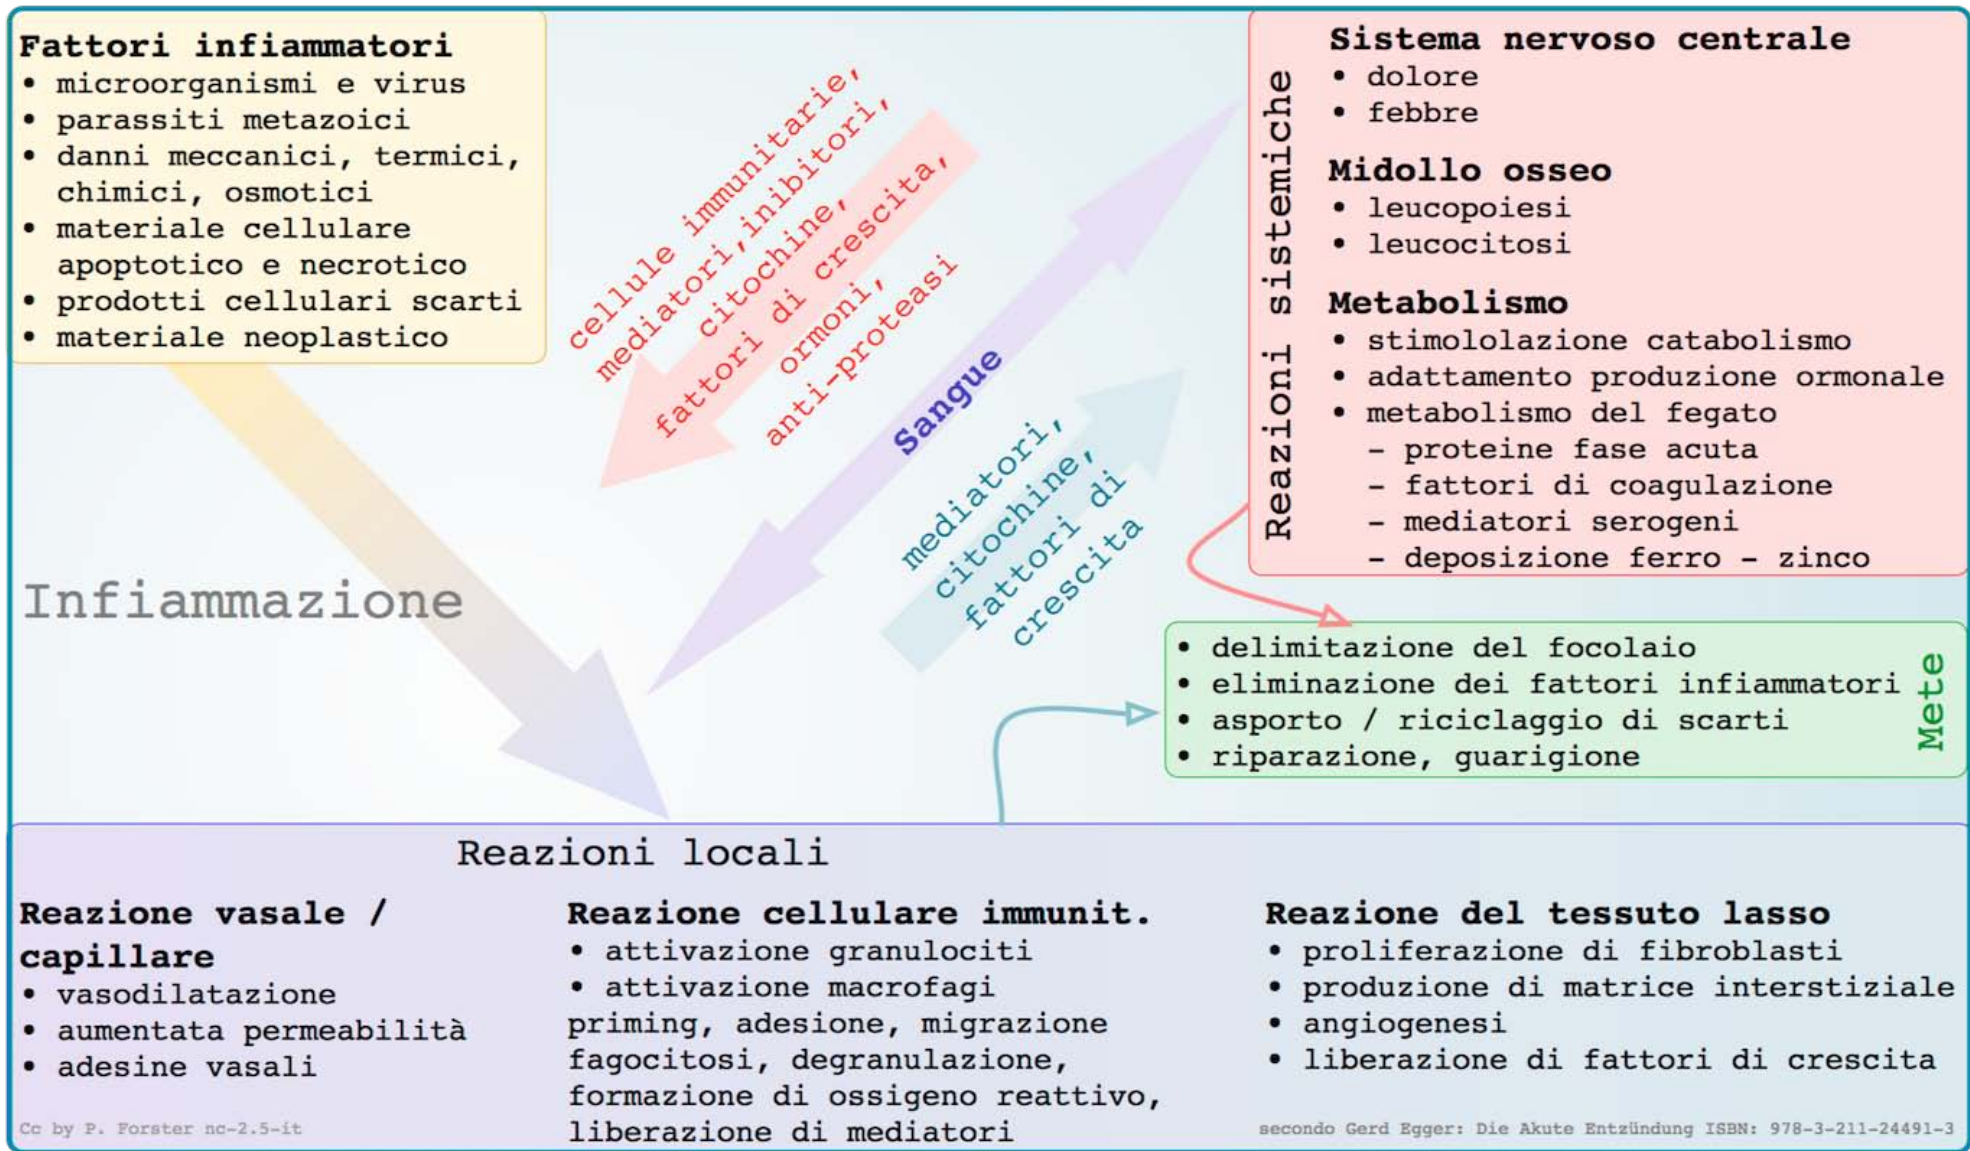 Fattori infiammatori
• microorganismi e virus
• parassiti metazoici
• danni meccanici, termici,
chimici, osmotici
• materiale cellulare
apoptotico e necrotico
• prodotti cellulari scarti
• materiale neoplastico
cellule immunitarie,
mediatori,inibitori,
citochine,
fattori di crescita,
ormoni,
anti-proteasi
Sangue
mediatori,
citochine,
fattori di
crescita
Reazioni sistemiche
Sistema nervoso centrale
• dolore
• febbre
Midollo osseo
• leucopoiesi
• leucocitosi
Metabolismo
• stimololazione catabolismo
• adattamento produzione ormonale
• metabolismo del fegato
– proteine fase acuta
– fattori di coagulazione
– mediatori serogeni
– deposizione ferro – zinco
Infiammazione
• delimitazione del focolaio
• eliminazione dei fattori infiammatori
• asporto / riciclaggio di scarti
• riparazione, guarigione
Mete
Reazioni locali
Reazione vasale /
capillare
• vasodilatazione
• aumentata permeabilità
• adesine vasali
Reazione cellulare immunit.
• attivazione granulociti
• attivazione macrofagi
priming, adesione, migrazione
fagocitosi, degranulazione,
formazione di ossigeno reattivo,
liberazione di mediatori
Reazione del tessuto lasso
• proliferazione di fibroblasti
• produzione di matrice interstiziale
• angiogenesi
• liberazione di fattori di crescita
Cc by P. Forster nc-2.5-it
secondo Gerd Egger: Die Akute Entzündung ISBN: 978-3-211-24491-3